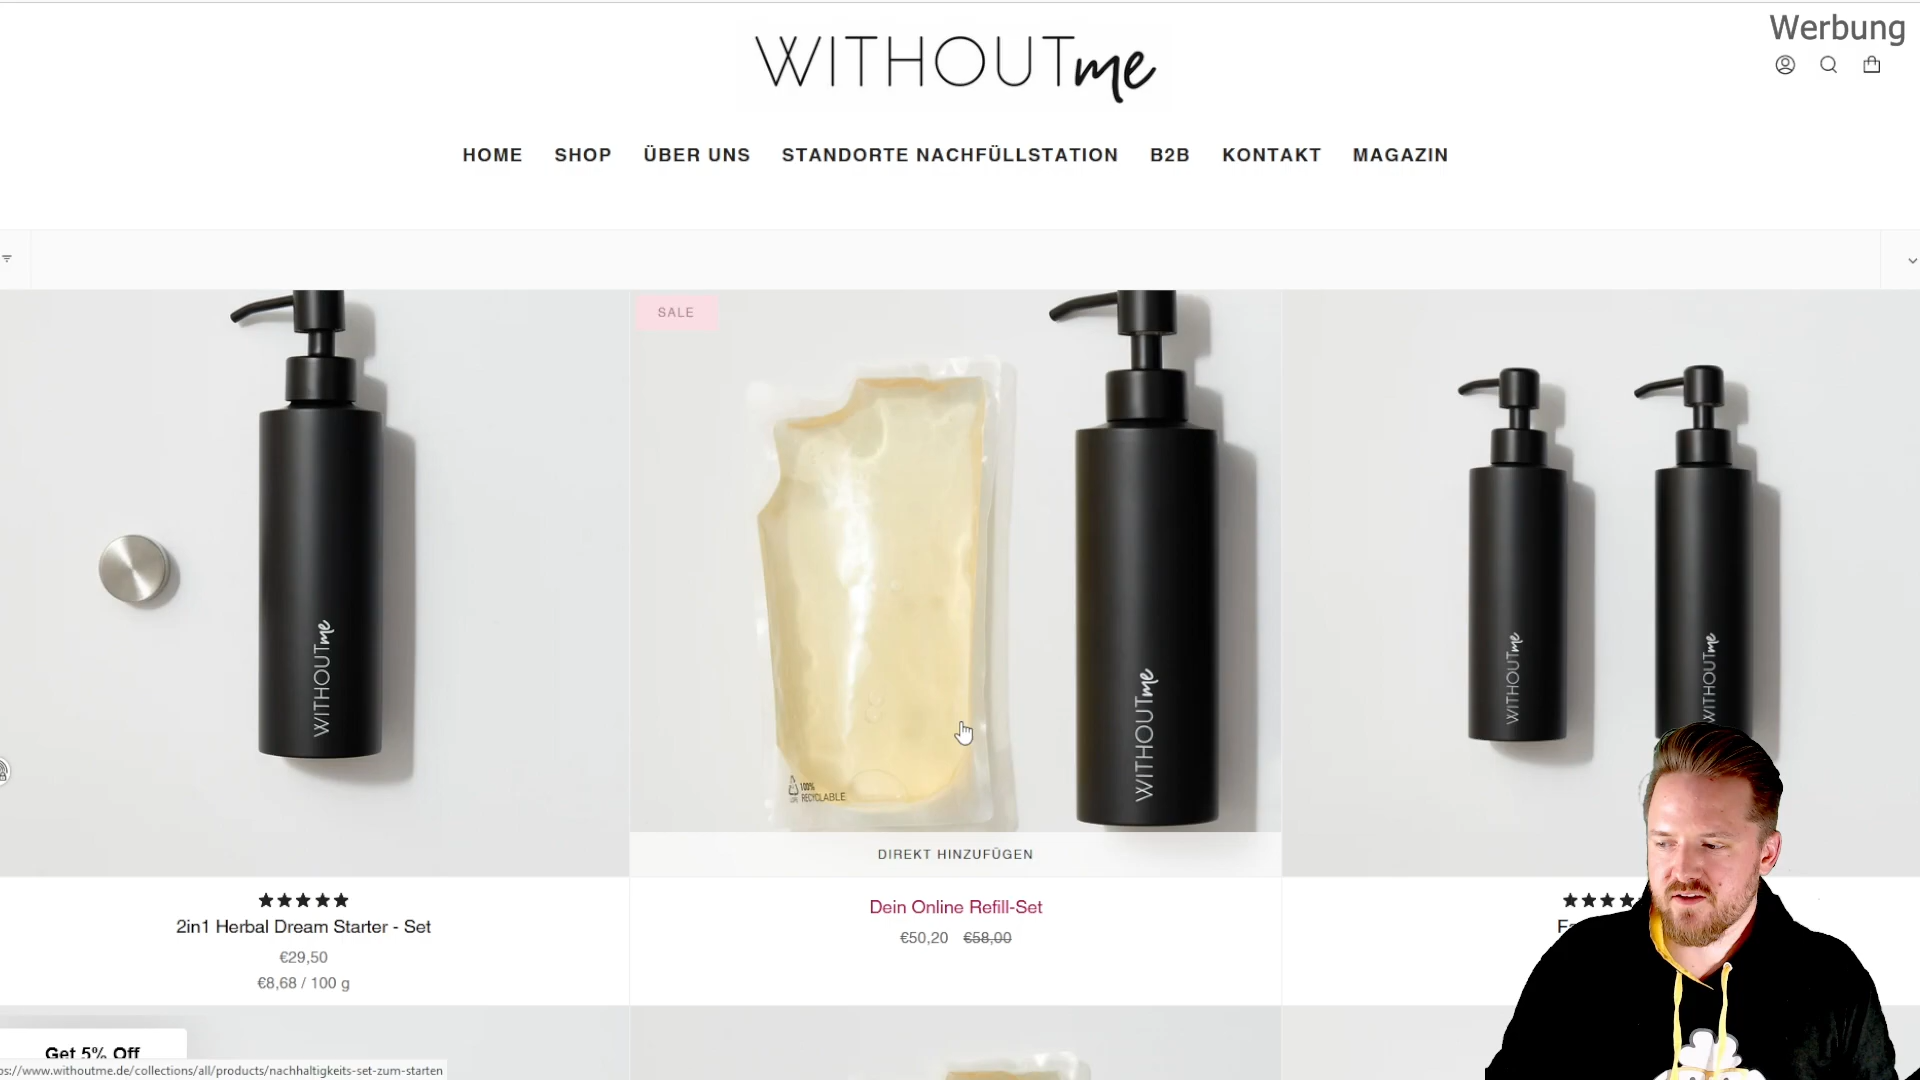 Werbung
WITHOUTme
HOME SHOP ÜBER UNS STANDORTE NACHFÜLLSTATION B2B KONTAKT MAGAZIN
SALE
WITHOUTme
100%
RECYCLABLE
WITHOUTme
WITHOUTme
WITHOUTme
DIREKT HINZUFÜGEN
2in1 Herbal Dream Starter - Set
€29,50
€8,68 / 100 g
Dein Online Refill-Set
€50,20 €58,00
Get 5% Off
ps://www.withoutme.de/collections/all/products/nachhaltigkeits-set-zum-starten